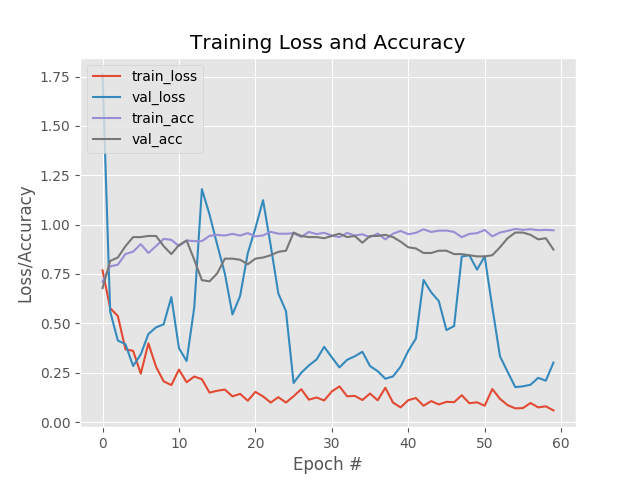 Training Loss and Accuracy
train_loss
val_loss
train_acc
val_acc
1.75
1.50
1.25
1.00
0.75
0.50
0.25
0.00
Loss/Accuracy
0
10
20
30
40
50
60
Epoch #